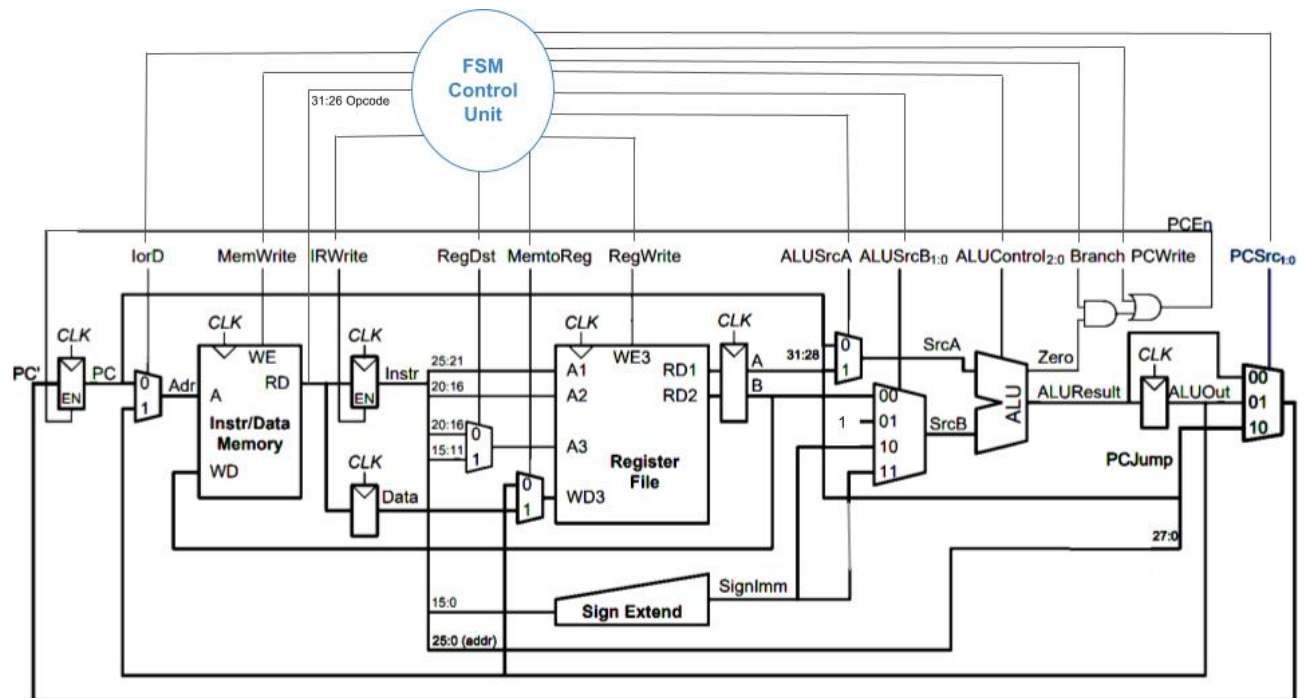 FSM
Control
Unit
31:26 Opcode
PCEn
IorD MemWrite IRWrite RegDst MemtoReg RegWrite ALUSrcA ALUSrcB1:0 ALUControl2:0 Branch PCWrite PCSrc1:0
CLK CLK CLK CLK CLK
PC' PC EN
0
1
Adr
WE
RD
A
Instr/Data
Memory
WD
EN
Instr
CLK
Data
25:21
20:16
20:16
15:11
0
1
0
1
WE3
A1 RD1
A2 RD2
A3
Register
File
WD3
A
B
31:28
0
1
SrcA
00
1 01
10
11
SrcB
ALU
Zero
ALUResult
CLK
ALUOut
00
01
10
PCJump
27:0
SignImm
15:0
Sign Extend
25:0 (addr)